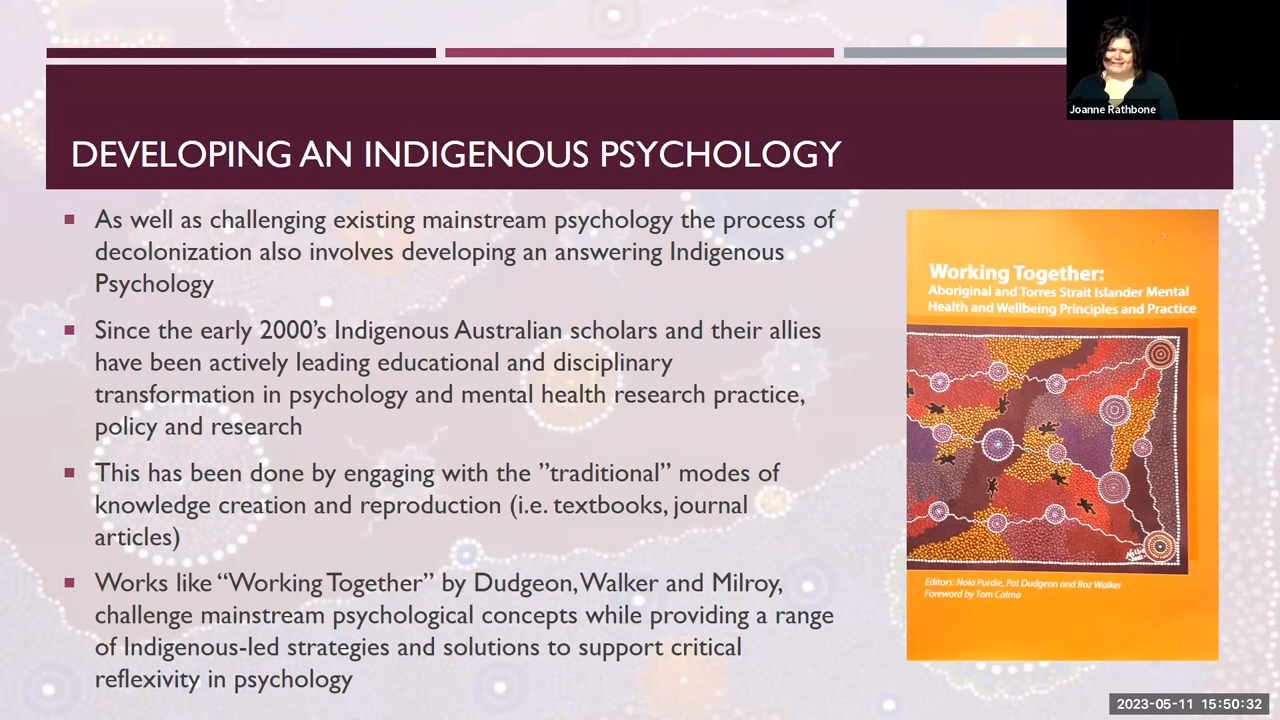 Joanne Rathbone
DEVELOPING AN INDIGENOUS PSYCHOLOGY
As well as challenging existing mainstream psychology the process of
decolonization also involves developing an answering Indigenous
Psychology
Since the early 2000’s Indigenous Australian scholars and their allies
have been actively leading educational and disciplinary
transformation in psychology and mental health research practice,
policy and research
This has been done by engaging with the ”traditional” modes of
knowledge creation and reproduction (i.e. textbooks, journal
articles)
Works like “Working Together” by Dudgeon, Walker and Milroy,
challenge mainstream psychological concepts while providing a range
of Indigenous-led strategies and solutions to support critical
reflexivity in psychology
Working Together:
Aboriginal and Torres Strait Islander Mental
Health and Wellbeing Principles and Practice
Editors: Nola Purdie, Pat Dudgeon and Roz Walker
Foreword by Tom Calma
2023-05-11 15:50:32